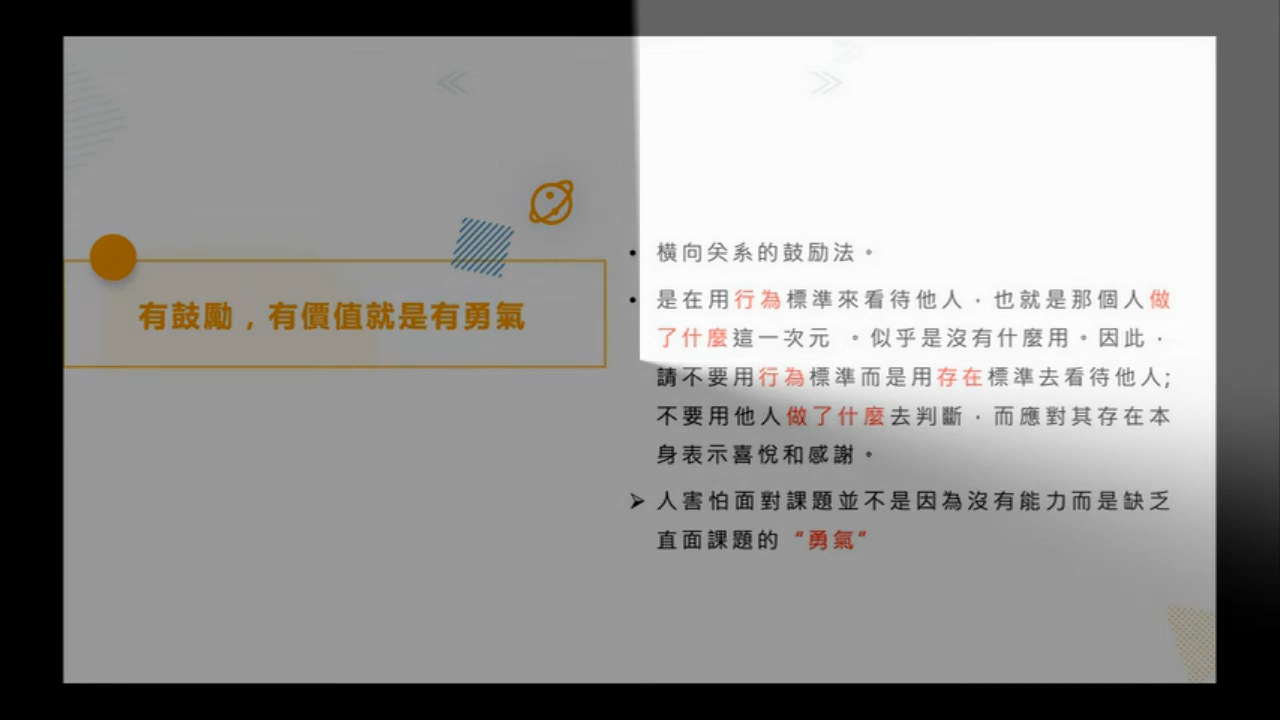 有鼓勵，有價值就是有勇氣
• 橫向关系的鼓励法。
• 是在用行為標準來看待他人，也就是那個人做
了什麼這一次元 。似乎是沒有什麼用。因此，
請不要用行為標準而是用存在標準去看待他人;
不要用他人做了什麼去判斷，而應對其存在本
身表示喜悅和感謝。
➢ 人害怕面對課題並不是因為沒有能力而是缺乏
直面課題的 “勇氣”